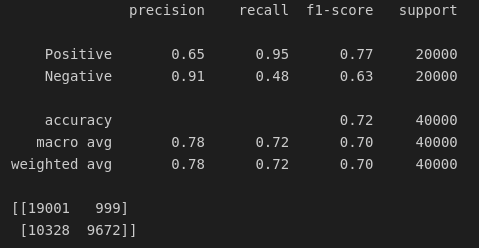 precision recall f1-score support
Positive 0.65 0.95 0.77 20000
Negative 0.91 0.48 0.63 20000
accuracy 0.72 40000
macro avg 0.78 0.72 0.70 40000
weighted avg 0.78 0.72 0.70 40000
[[19001 999]
[10328 9672]]